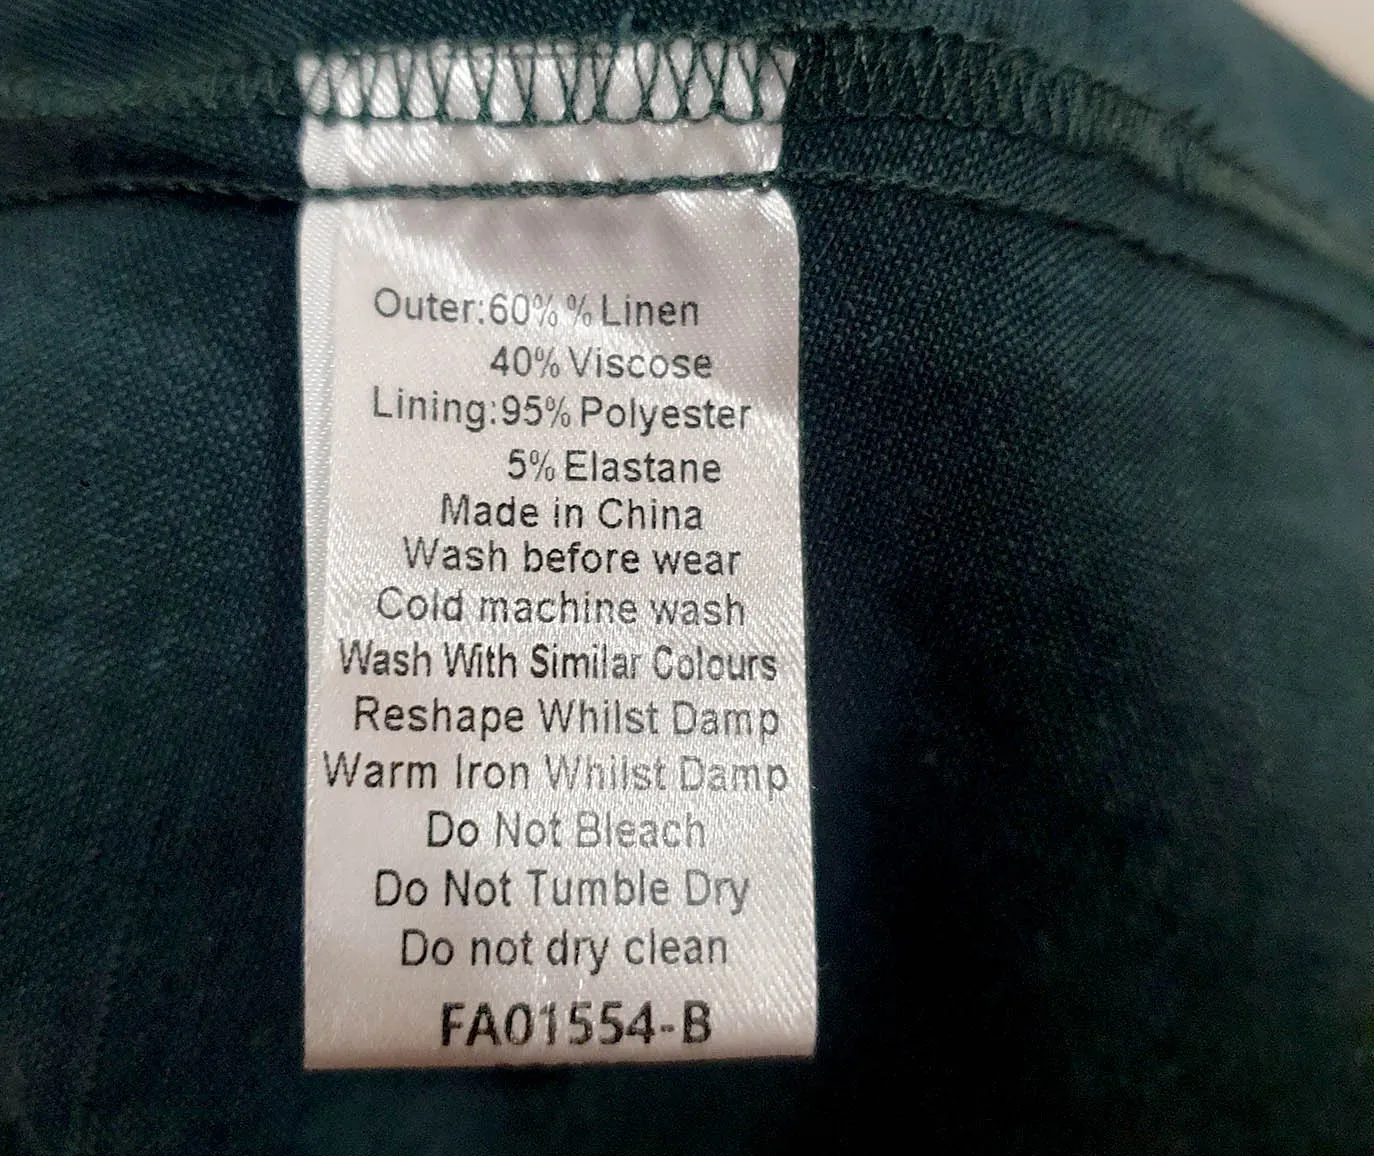 Outer:60% % Linen
40% Viscose
Lining:95% Polyester
5% Elastane
Made in China
Wash before wear
Cold machine wash
Wash With Similar Colours
Reshape Whilst Damp
Warm Iron Whilst Damp
Do Not Bleach
Do Not Tumble Dry
Do not dry clean
FA01554-B